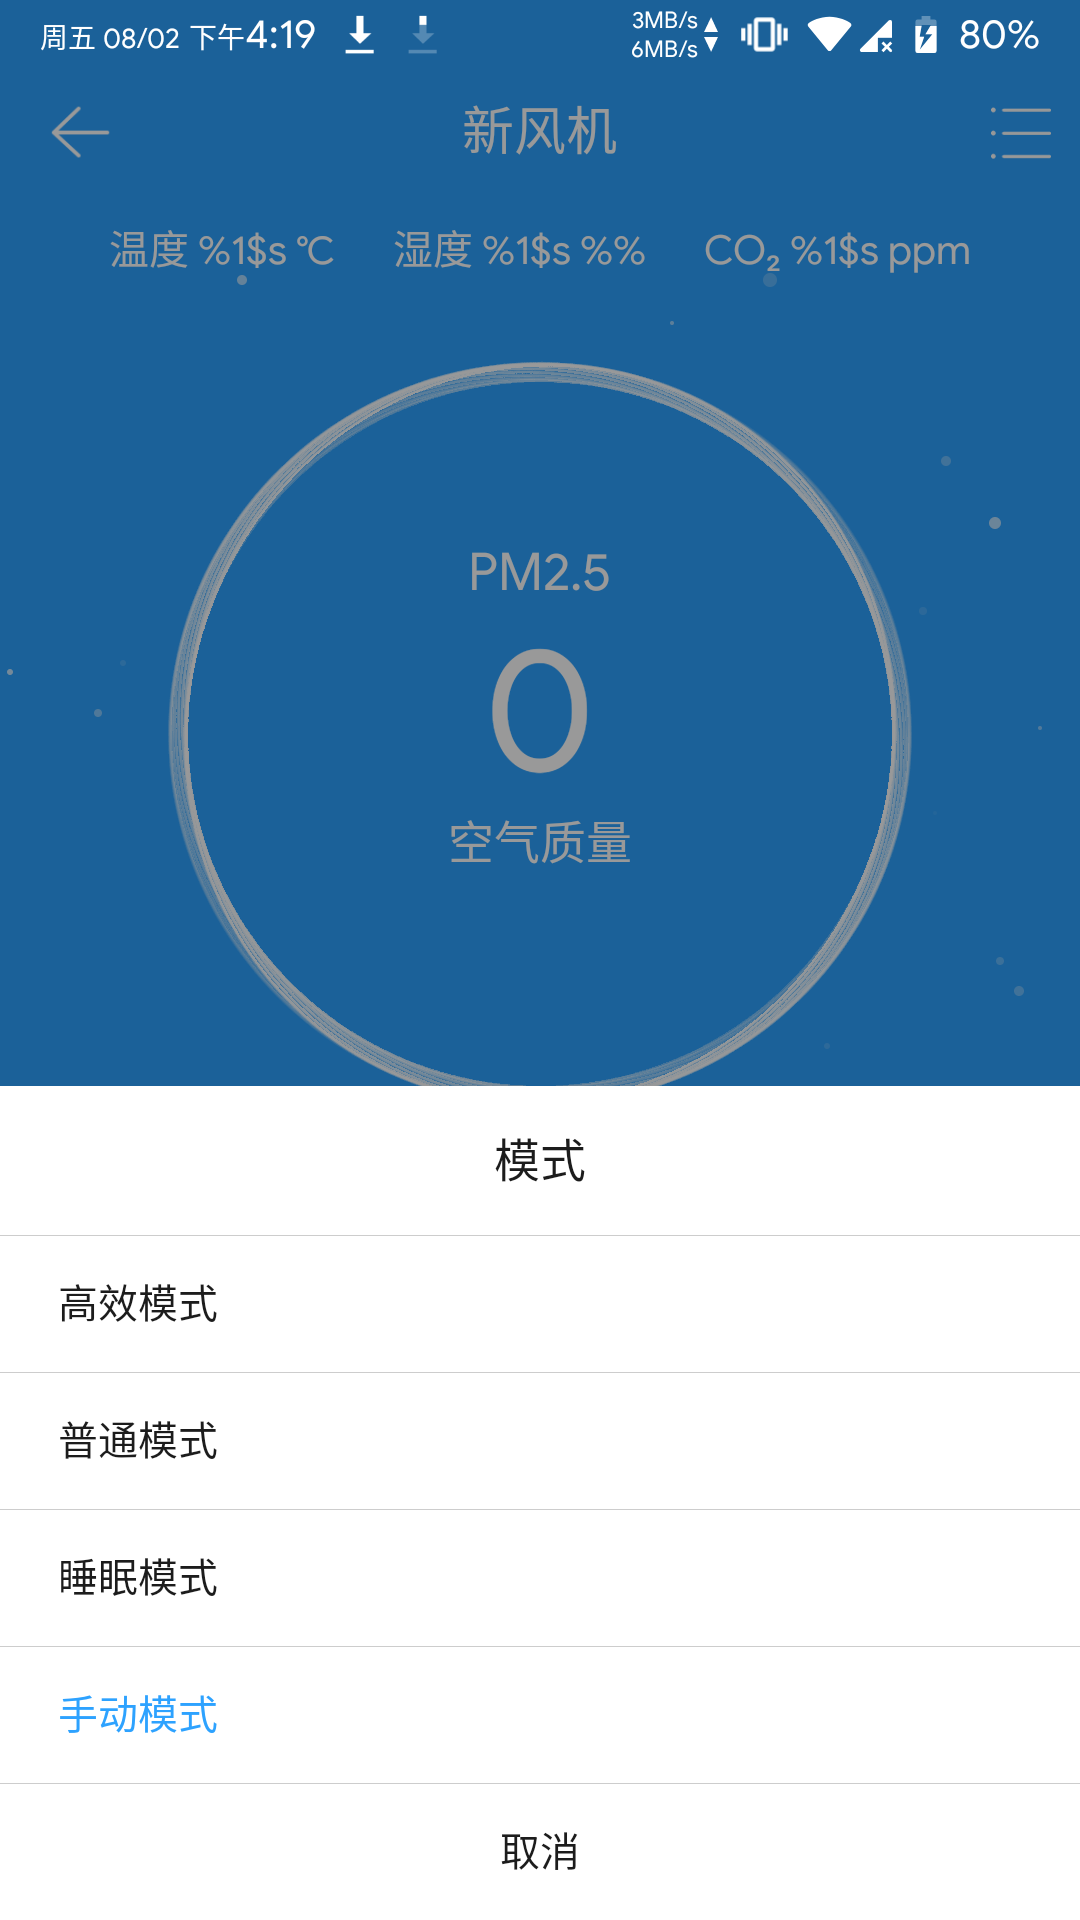 周五 08/02 下午4:19 3MB/s 6MB/s 80%
新风机
温度 %1$s ℃ 湿度 %1$s %% CO₂ %1$s ppm
PM2.5
0
空气质量
模式
高效模式
普通模式
睡眠模式
手动模式
取消